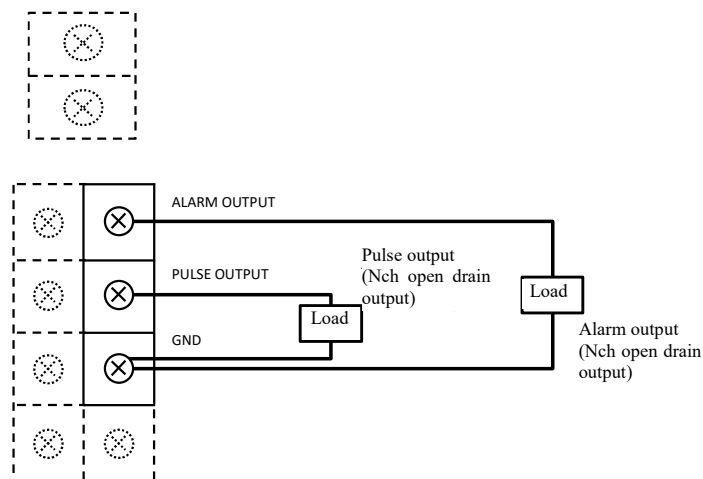 ALARM OUTPUT
PULSE OUTPUT
Pulse output
(Nch open drain
output)
Load
Load
GND
Alarm output
(Nch open drain
output)